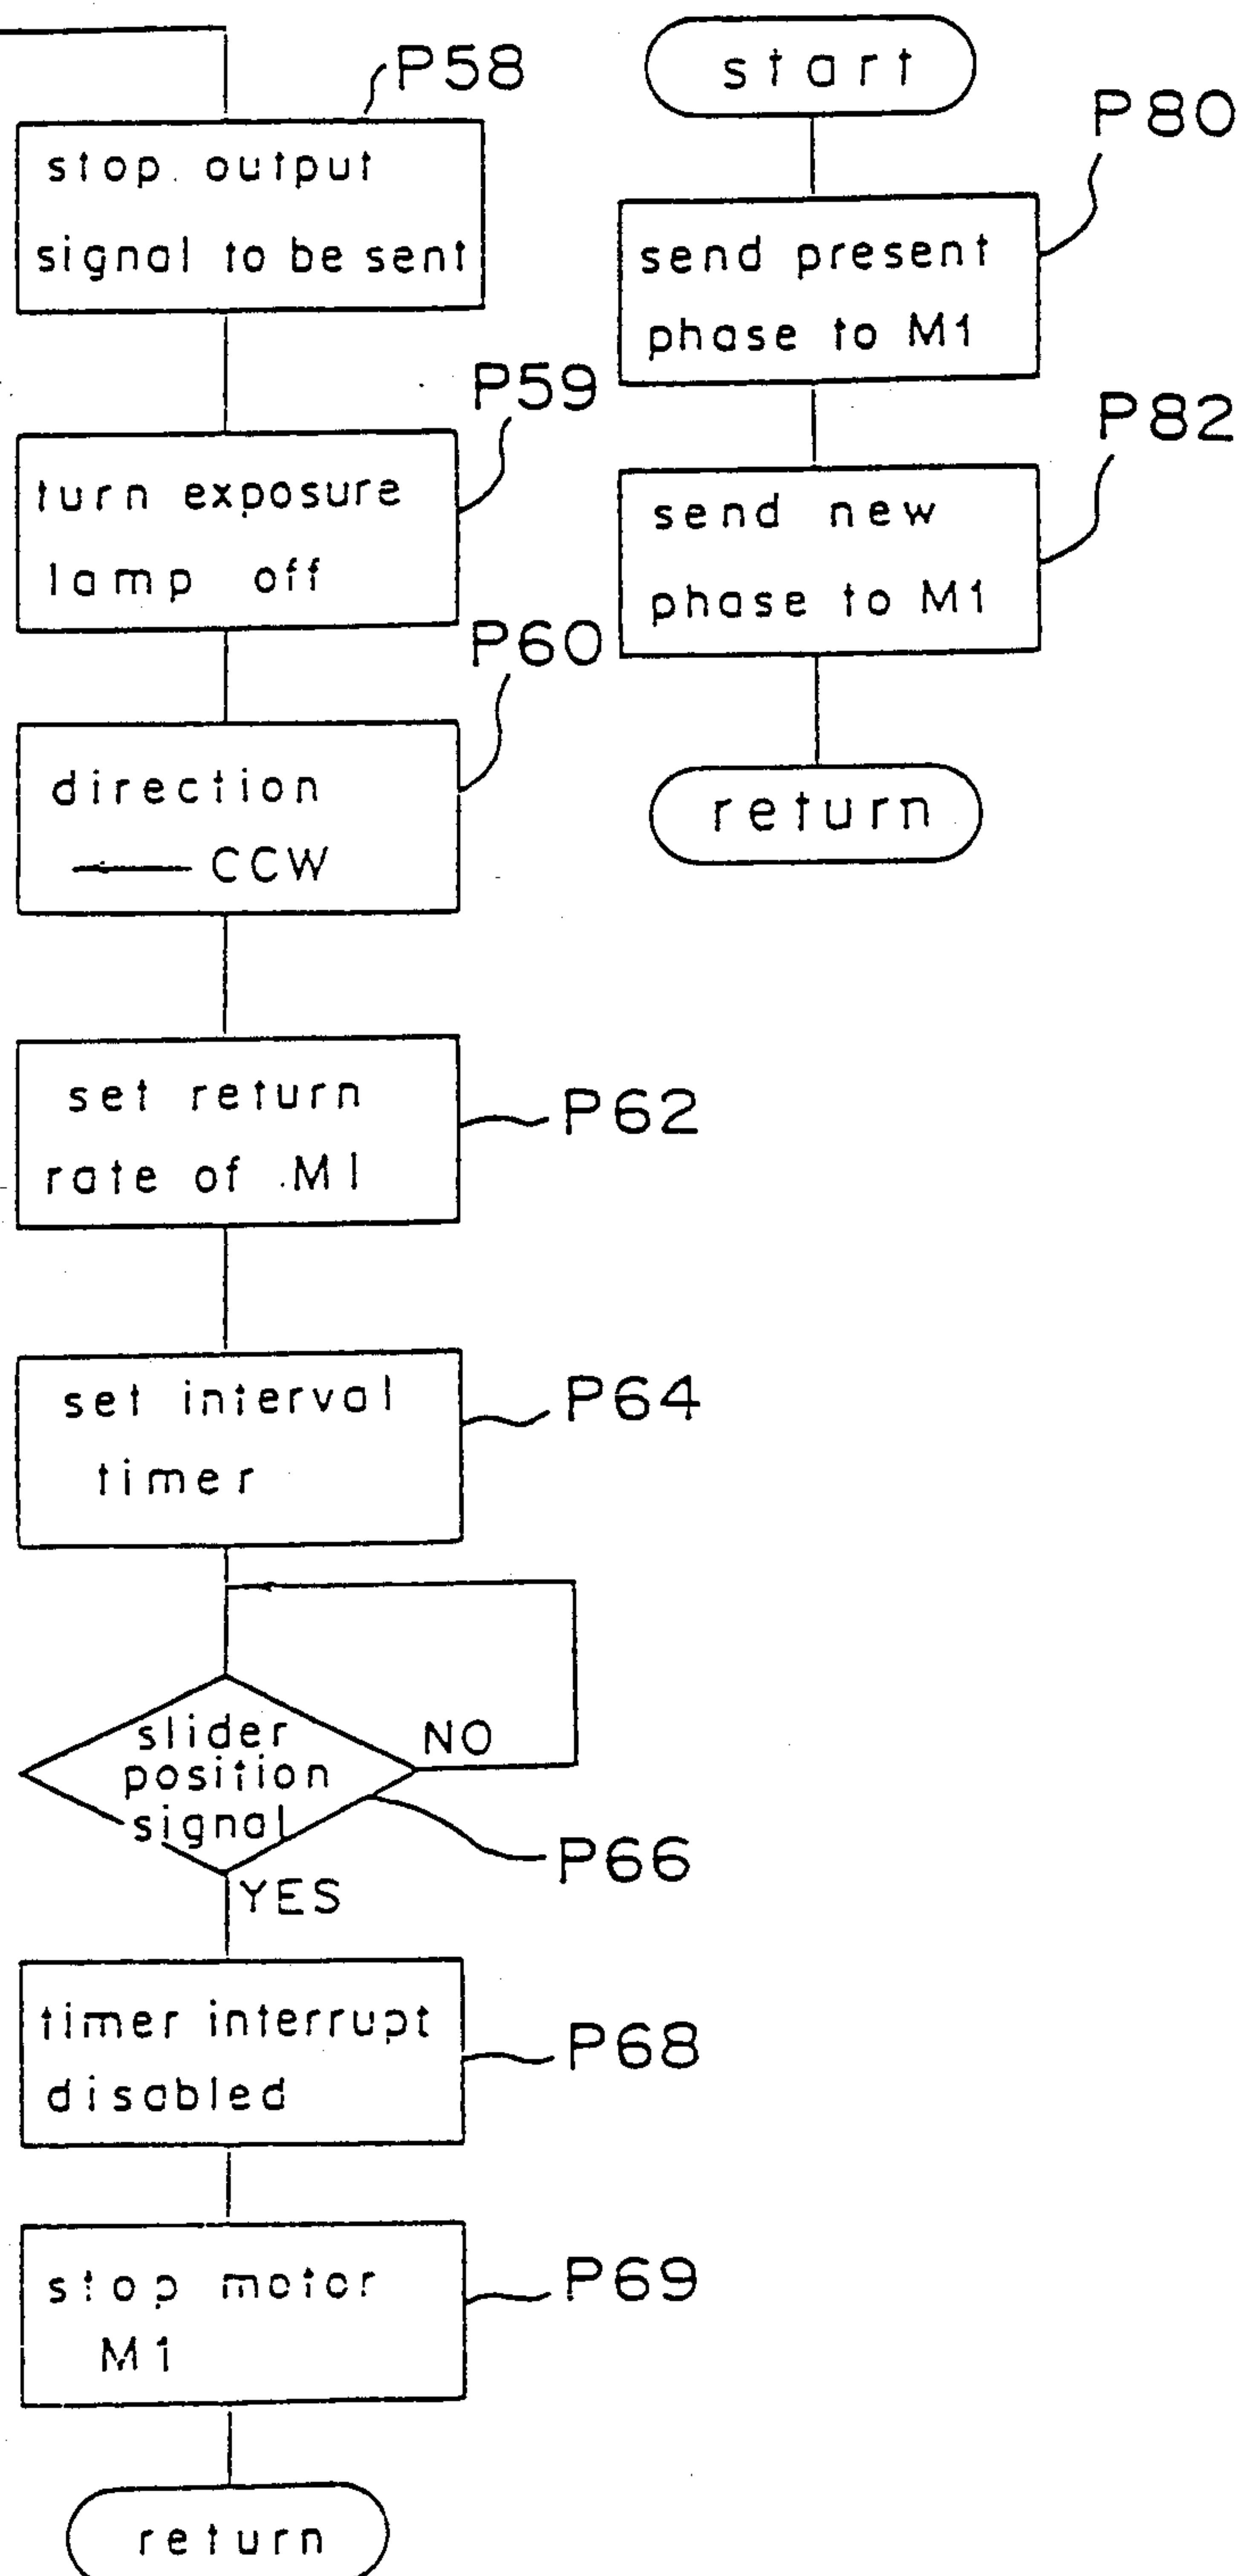 P58
stop output
signal to be sent
P59
turn exposure
lamp off
P60
direction
← CCW
set return
rate of M1
P62
set interval
timer
P64
slider
position
signal
NO
P66
YES
timer interrupt
disabled
P68
stop motor
M1
P69
return
start
P80
send present
phase to M1
P82
send new
phase to M1
return